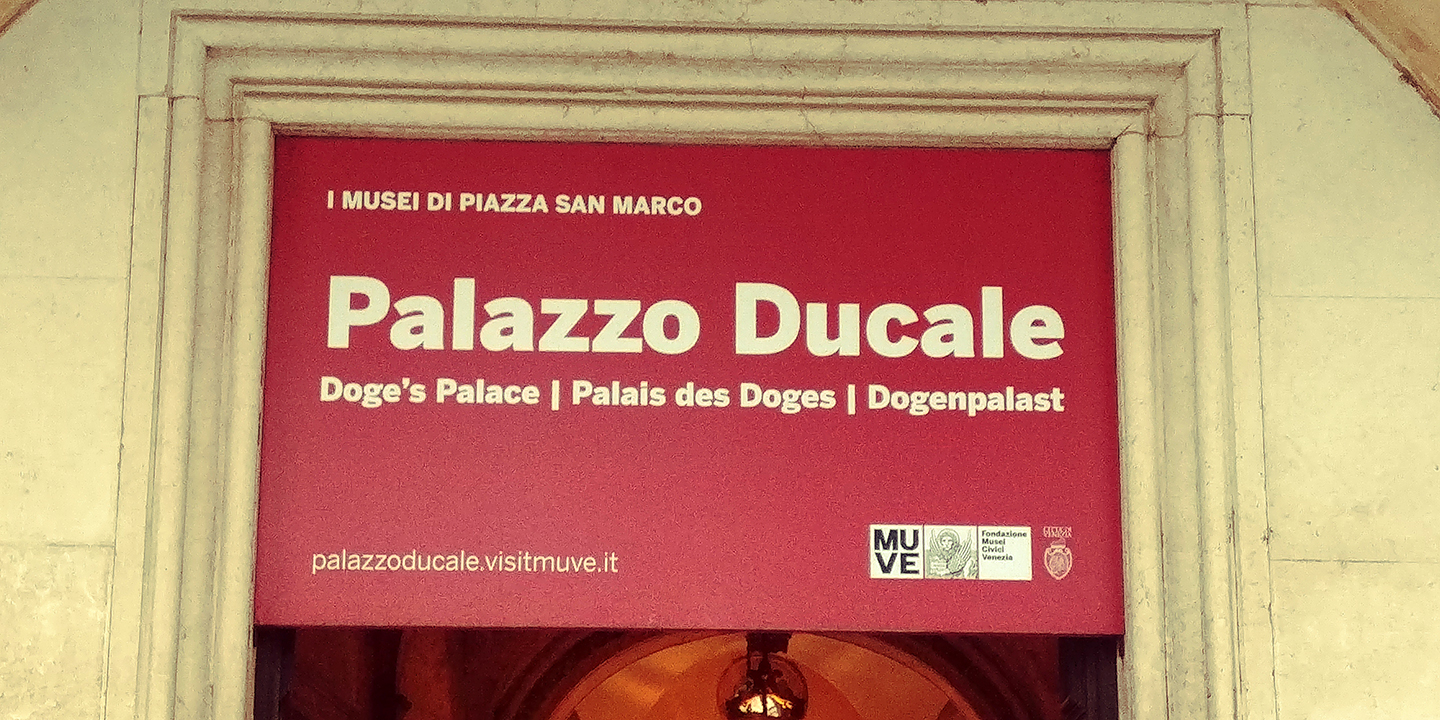 I MUSEI DI PIAZZA SAN MARCO
Palazzo Ducale
Doge's Palace | Palais des Doges | Dogenpalast
palazzoducale.visitmuve.it
MU
VE
Fondazione
Musei
Civici
Venezia